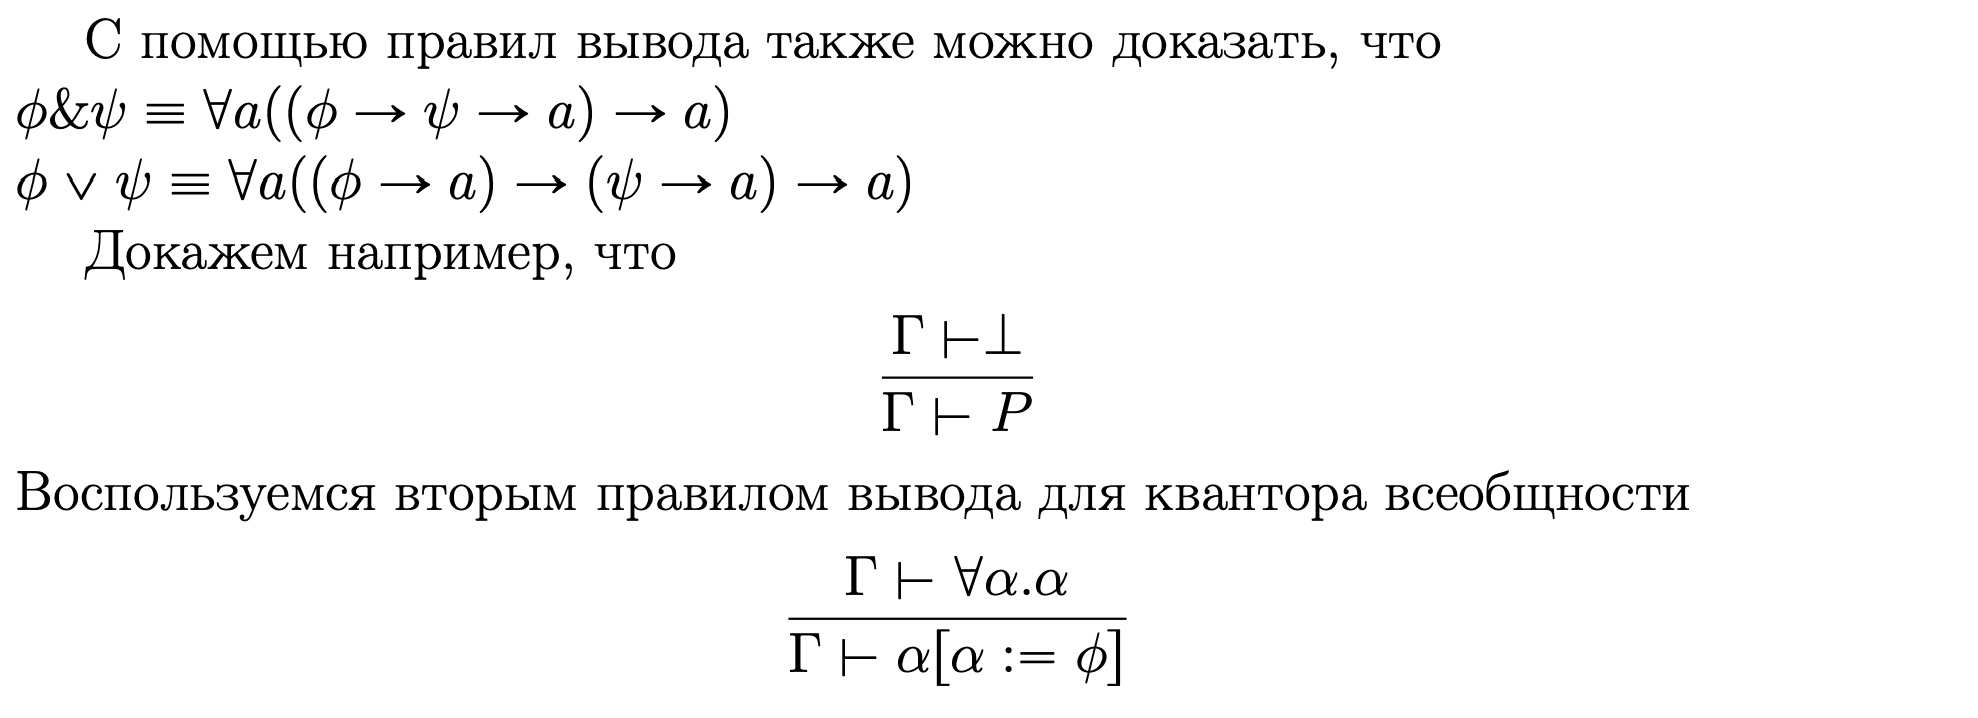 С помощью правил вывода также можно доказать, что
ϕ&ψ ≡ ∀a((ϕ → ψ → a) → a)
ϕ ∨ ψ ≡ ∀a((ϕ → a) → (ψ → a) → a)
Докажем например, что
Γ ⊢⊥
Γ ⊢ P
Воспользуемся вторым правилом вывода для квантора всеобщности
Γ ⊢ ∀α.α
Γ ⊢ α[α := ϕ]